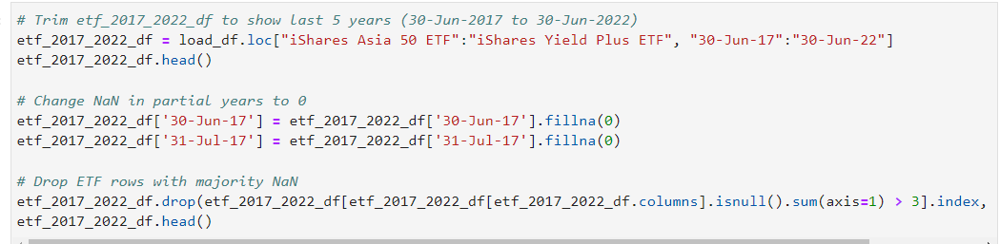 # Trim etf_2017_2022_df to show last 5 years (30-Jun-2017 to 30-Jun-2022)
etf_2017_2022_df = load_df.loc["iShares Asia 50 ETF":"iShares Yield Plus ETF", "30-Jun-17":"30-Jun-22"]
etf_2017_2022_df.head()
# Change NaN in partial years to 0
etf_2017_2022_df['30-Jun-17'] = etf_2017_2022_df['30-Jun-17'].fillna(0)
etf_2017_2022_df['31-Jul-17'] = etf_2017_2022_df['31-Jul-17'].fillna(0)
# Drop ETF rows with majority NaN
etf_2017_2022_df.drop(etf_2017_2022_df[etf_2017_2022_df[etf_2017_2022_df.columns].isnull().sum(axis=1) > 3].index,
etf_2017_2022_df.head()